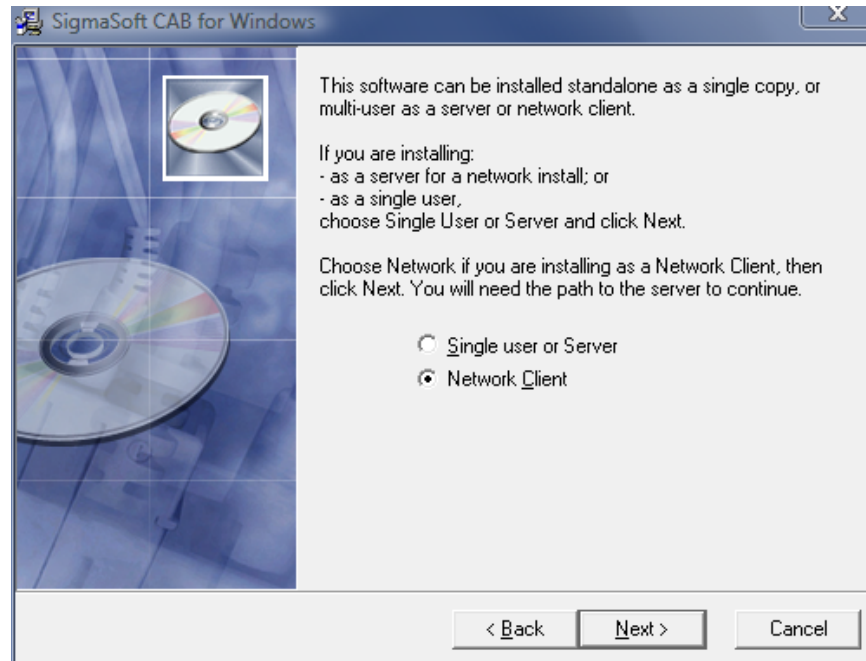 SigmaSoft CAB for Windows
This software can be installed standalone as a single copy, or
multi-user as a server or network client.
If you are installing:
- as a server for a network install; or
- as a single user,
choose Single User or Server and click Next.
Choose Network if you are installing as a Network Client, then
click Next. You will need the path to the server to continue.
Single user or Server
Network Client
< Back Next > Cancel